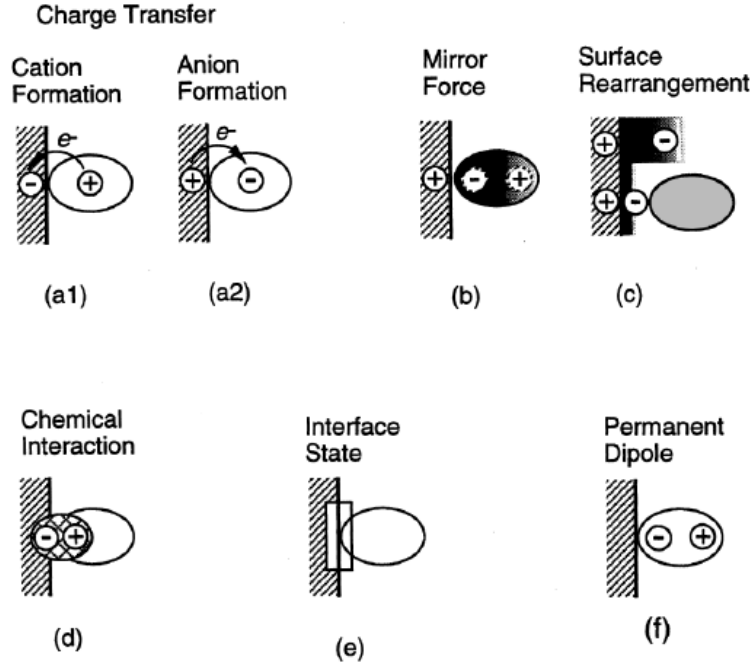 Charge Transfer
Cation
Formation
Anion
Formation
Mirror
Force
Surface
Rearrangement
e-
e-
- +
+ -
+ - +
+ -
+ -
(a1)
(a2)
(b)
(c)
Chemical
Interaction
Interface
State
Permanent
Dipole
- +
- +
(d)
(e)
(f)